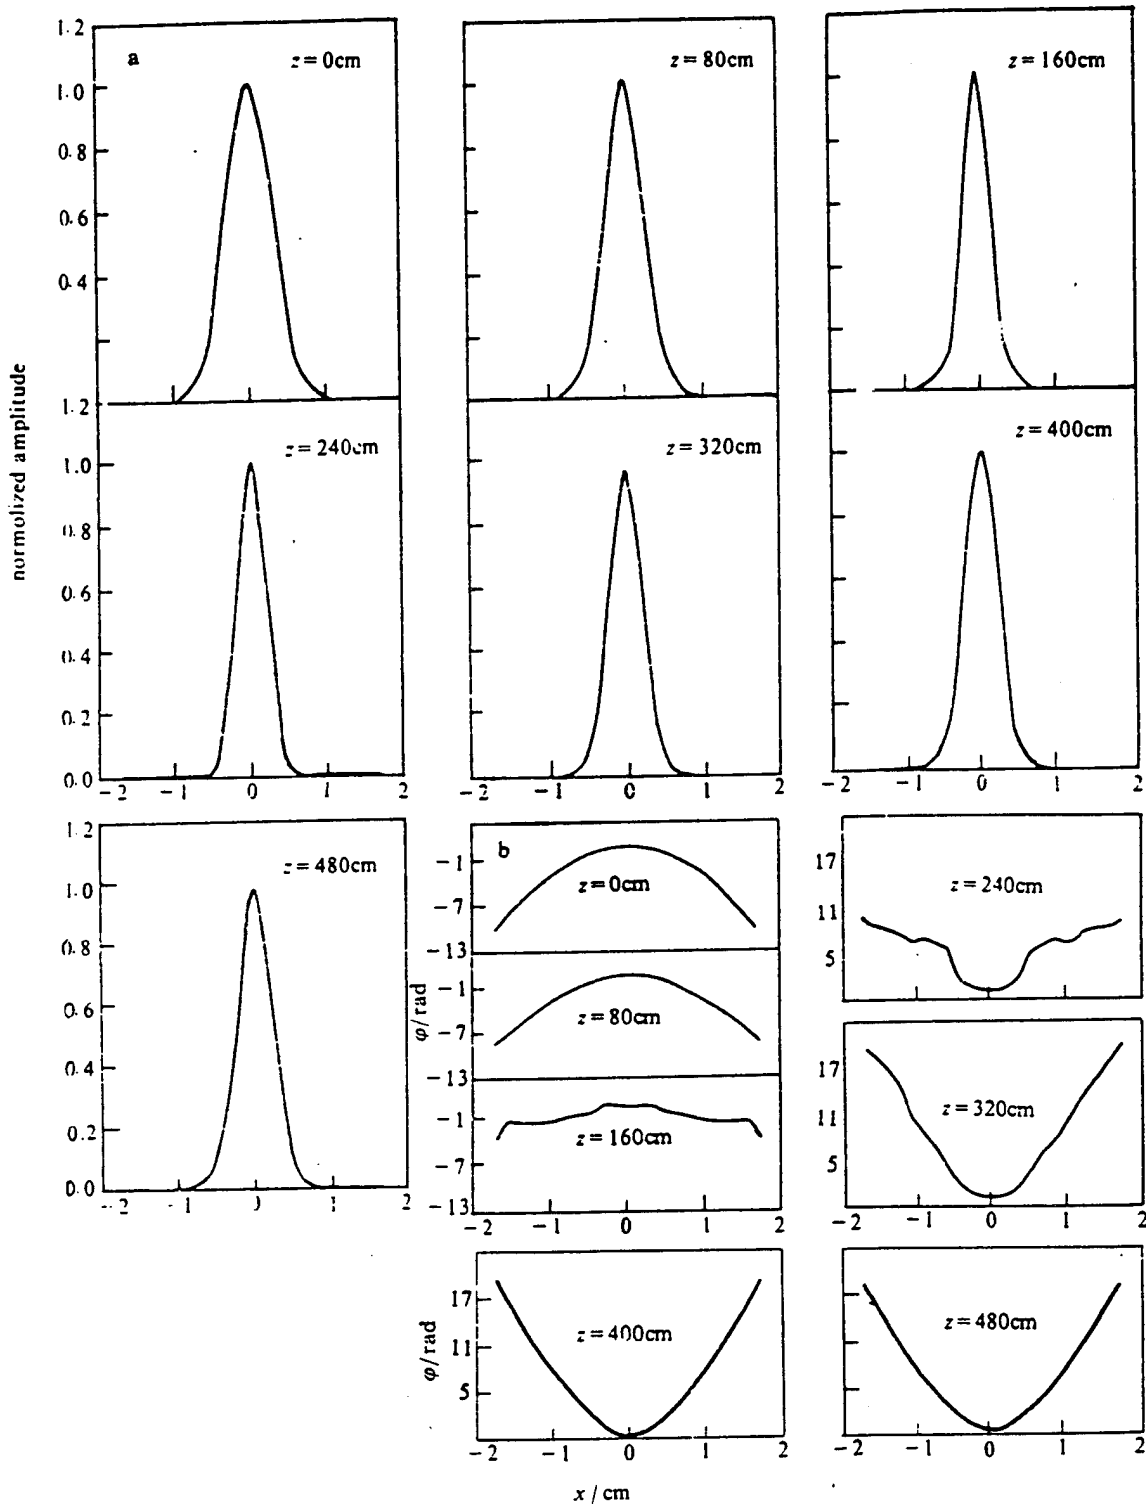 a
z = 0cm
z = 80cm
z = 160cm
1.2
1.0
0.8
0.6
0.4
normolized amplitude
z = 240cm
z = 320cm
z = 400cm
1.2
1.0
0.8
0.6
0.4
0.2
0.0
-2 -1 0 1 2
-2 -1 0 1 2
-2 -1 0 1 2
z = 480cm
1.2
1.0
0.8
0.6
0.4
0.2
0.0
-2 -1 0 1 2
b
z = 0cm
-1
-7
-13
z = 80cm
-1
-7
-13
φ/rad
z = 160cm
-1
-7
-13
-2 -1 0 1 2
z = 240cm
17
11
5
z = 320cm
17
11
5
-2 -1 0 1 2
z = 400cm
17
11
5
φ/rad
-2 -1 0 1 2
z = 480cm
-2 -1 0 1 2
x / cm